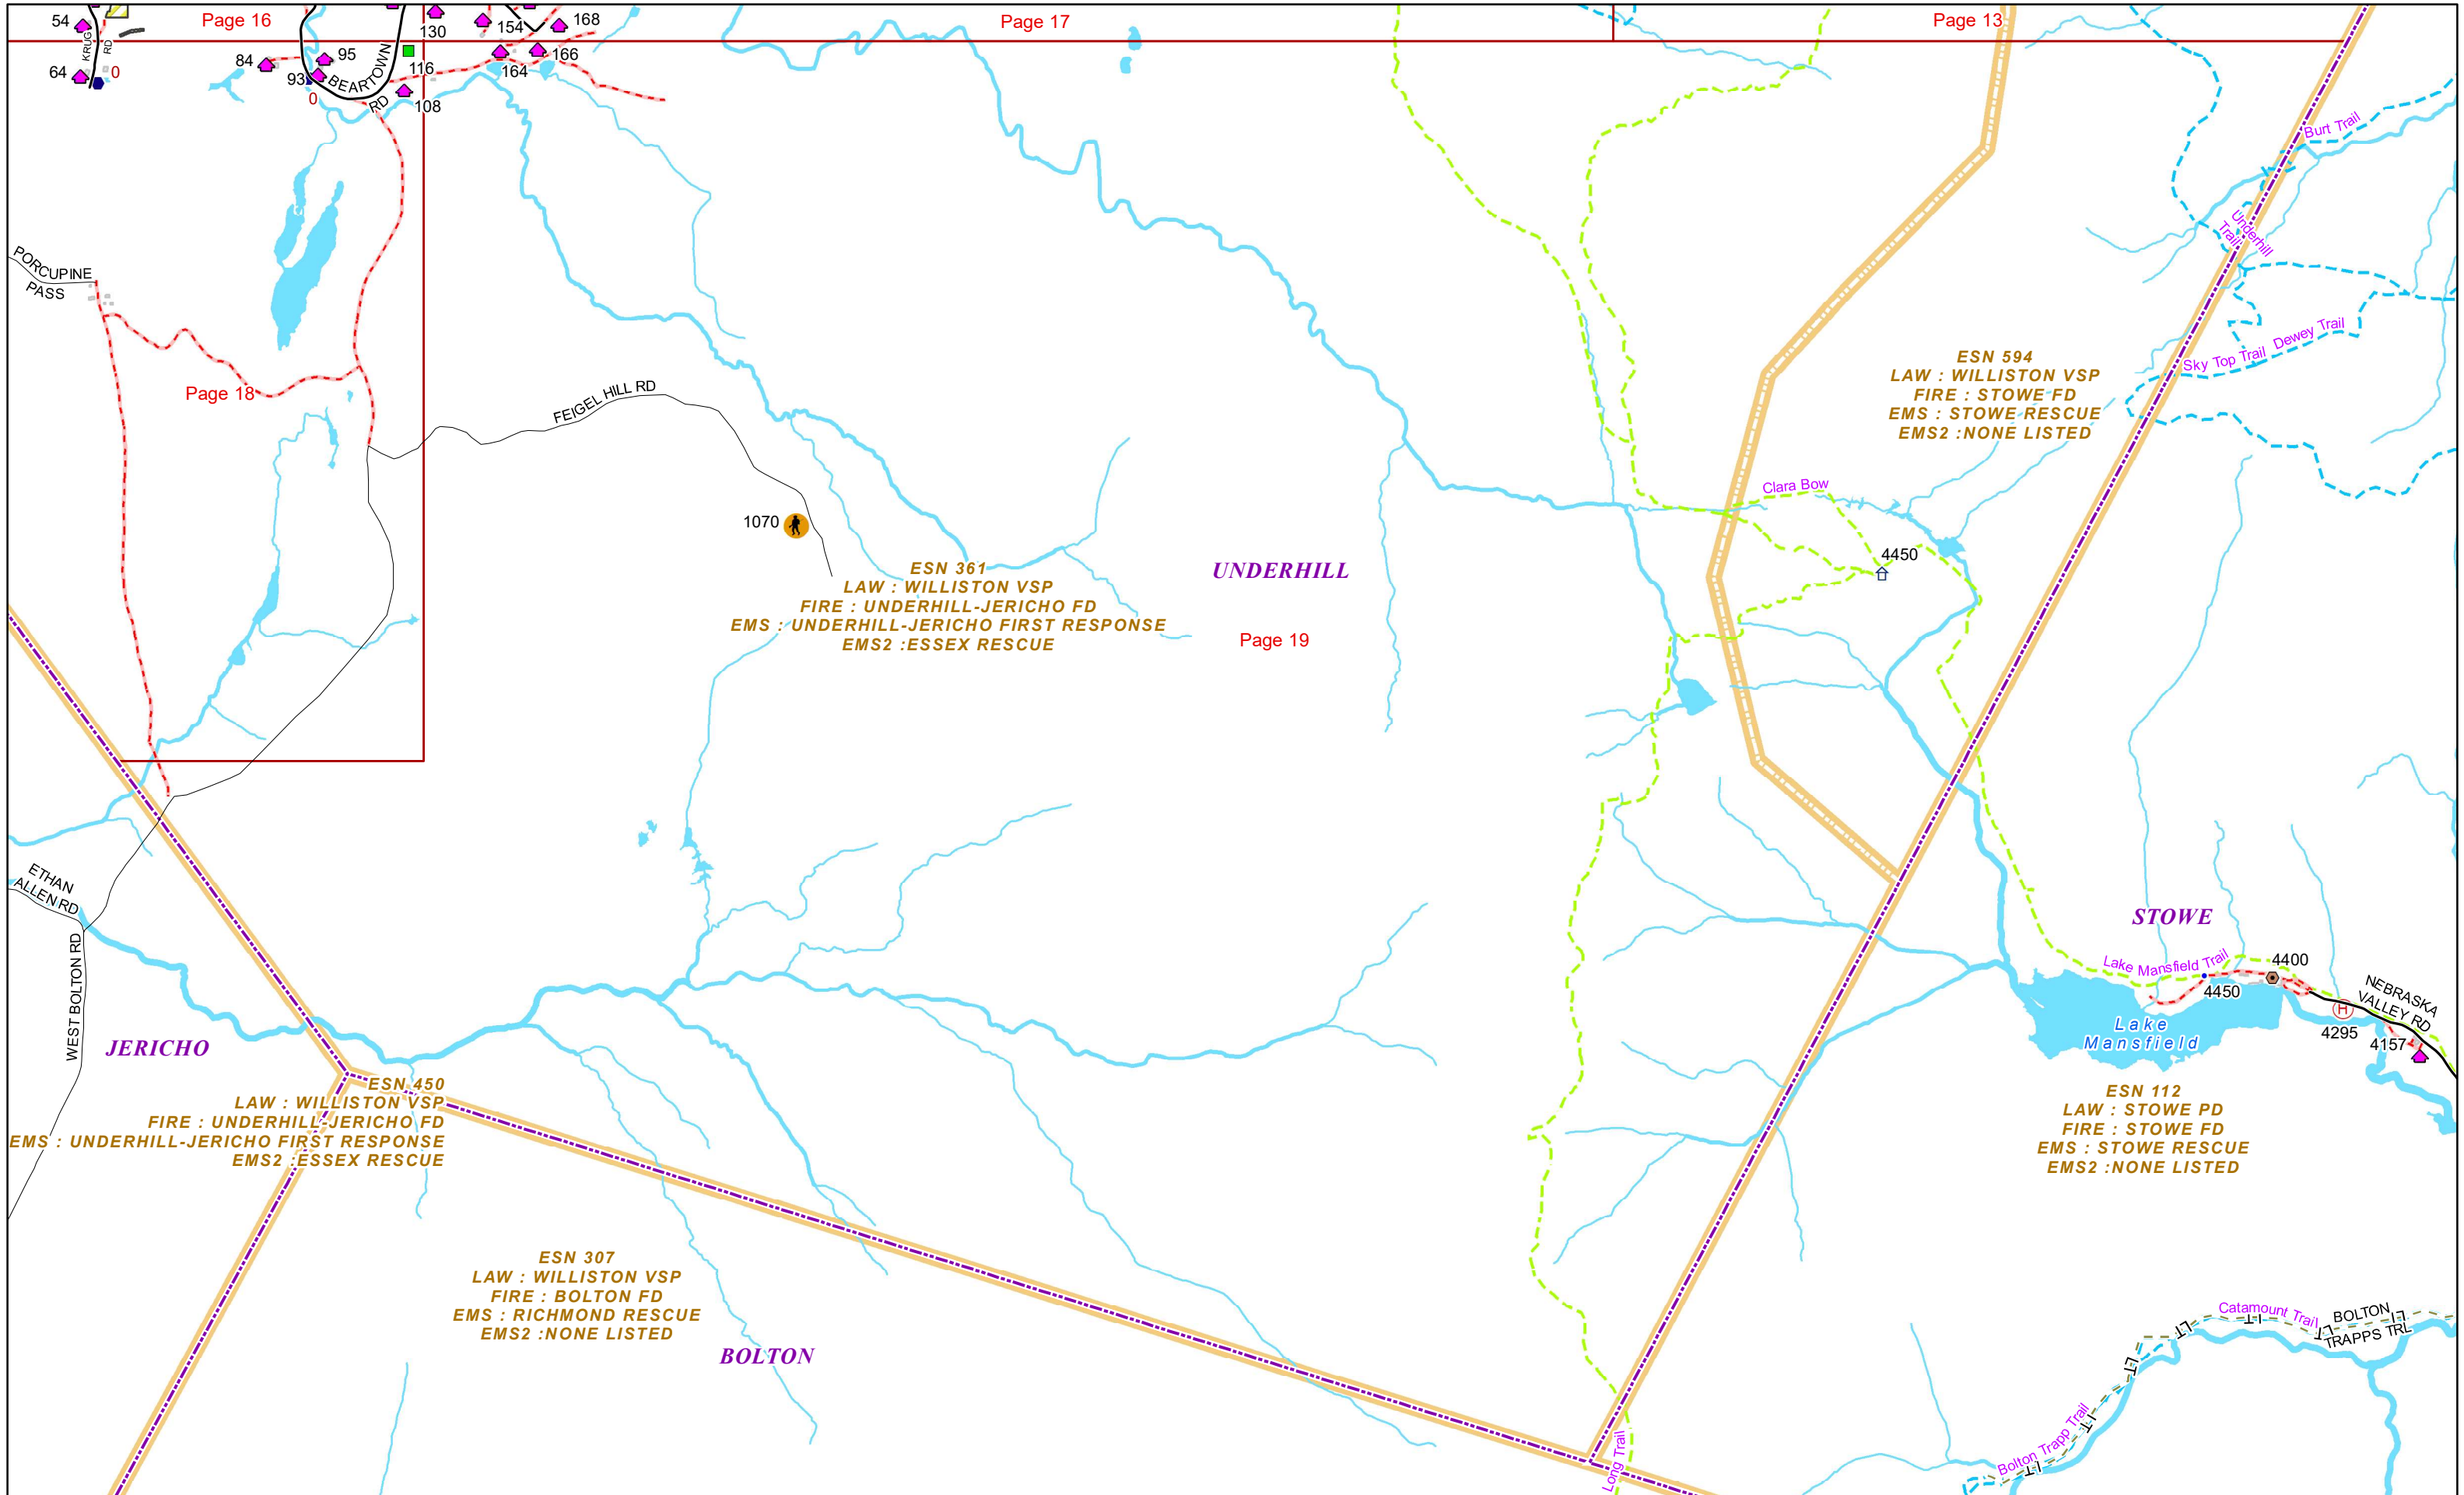 Page 16
Page 17
Page 13
54
KRUG
RD
64
0
84
95
93
0
BEARTOWN
RD
130
116
108
154
168
164
166
Burt Trail
Underhill
Trail
PORCUPINE
PASS
Page 18
FEIGEL HILL RD
Sky Top Trail
Dewey Trail
ESN 594
LAW : WILLISTON VSP
FIRE : STOWE FD
EMS : STOWE RESCUE
EMS2 :NONE LISTED
Clara Bow
4450
1070
ESN 361
LAW : WILLISTON VSP
FIRE : UNDERHILL-JERICHO FD
EMS : UNDERHILL-JERICHO FIRST RESPONSE
EMS2 :ESSEX RESCUE
UNDERHILL
Page 19
ETHAN
ALLEN RD
WEST BOLTON RD
JERICHO
STOWE
Lake Mansfield Trail
4400
4450
H
NEBRASKA
VALLEY RD
4295
4157
Lake
Mansfield
ESN 450
LAW : WILLISTON VSP
FIRE : UNDERHILL-JERICHO FD
EMS : UNDERHILL-JERICHO FIRST RESPONSE
EMS2 :ESSEX RESCUE
ESN 112
LAW : STOWE PD
FIRE : STOWE FD
EMS : STOWE RESCUE
EMS2 :NONE LISTED
ESN 307
LAW : WILLISTON VSP
FIRE : BOLTON FD
EMS : RICHMOND RESCUE
EMS2 :NONE LISTED
BOLTON
Catamount Trail
BOLTON
TRAPPS TRL
Bolton Trapp Trail
Long Trail